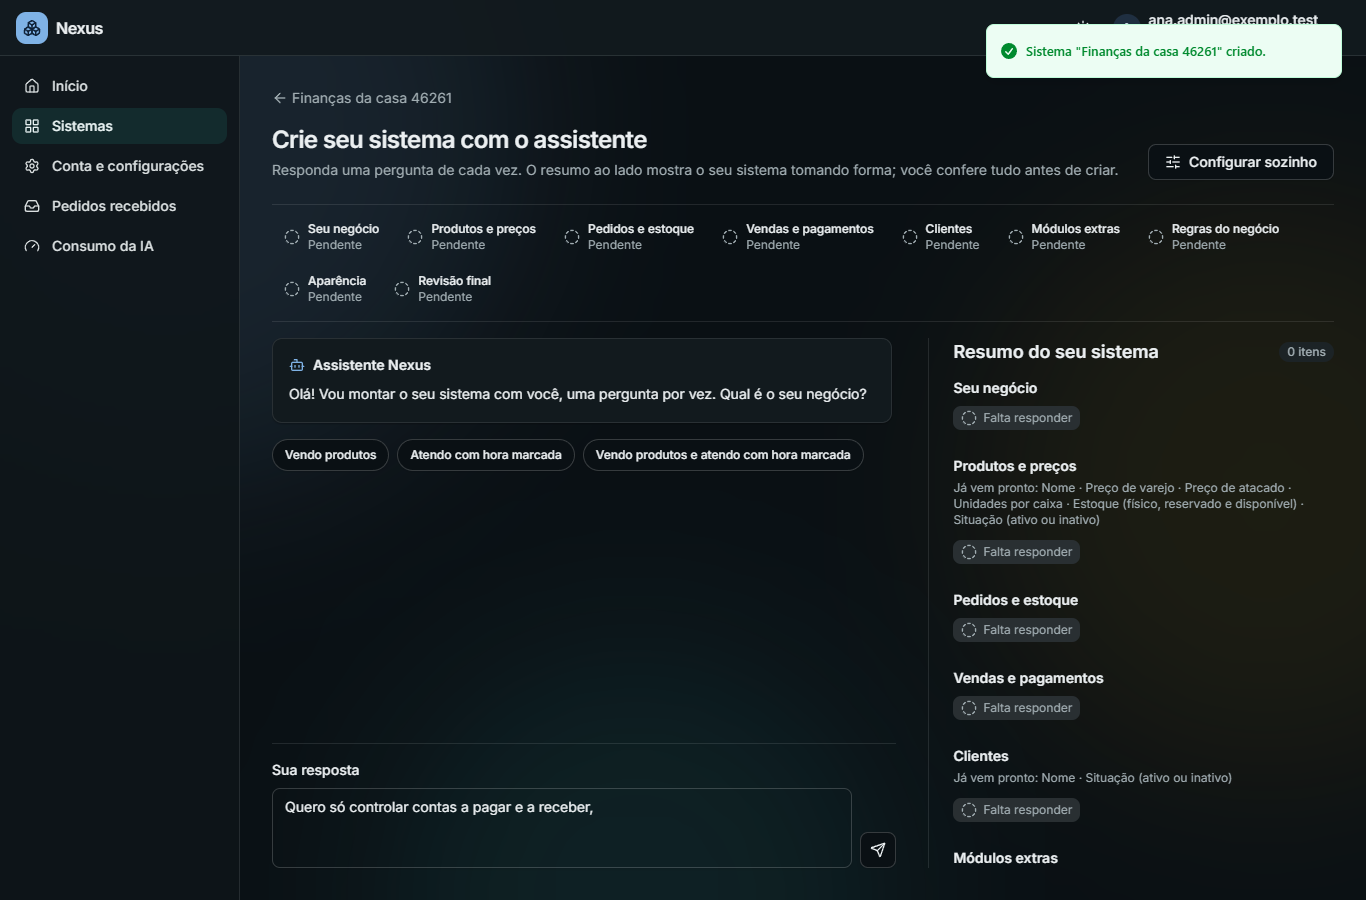 Nexus
ana.admin@exemplo.test
Sistema "Finanças da casa 46261" criado.
Início
Sistemas
Conta e configurações
Pedidos recebidos
Consumo da IA
Finanças da casa 46261
Crie seu sistema com o assistente
Responda uma pergunta de cada vez. O resumo ao lado mostra o seu sistema tomando forma; você confere tudo antes de criar.
Configurar sozinho
Seu negócio
Pendente
Produtos e preços
Pendente
Pedidos e estoque
Pendente
Vendas e pagamentos
Pendente
Clientes
Pendente
Módulos extras
Pendente
Regras do negócio
Pendente
Aparência
Pendente
Revisão final
Pendente
Assistente Nexus
Olá! Vou montar o seu sistema com você, uma pergunta por vez. Qual é o seu negócio?
Vendo produtos
Atendo com hora marcada
Vendo produtos e atendo com hora marcada
Sua resposta
Quero só controlar contas a pagar e a receber,
Resumo do seu sistema
0 itens
Seu negócio
Falta responder
Produtos e preços
Já vem pronto: Nome · Preço de varejo · Preço de atacado ·
Unidades por caixa · Estoque (físico, reservado e disponível) ·
Situação (ativo ou inativo)
Falta responder
Pedidos e estoque
Falta responder
Vendas e pagamentos
Falta responder
Clientes
Já vem pronto: Nome · Situação (ativo ou inativo)
Falta responder
Módulos extras